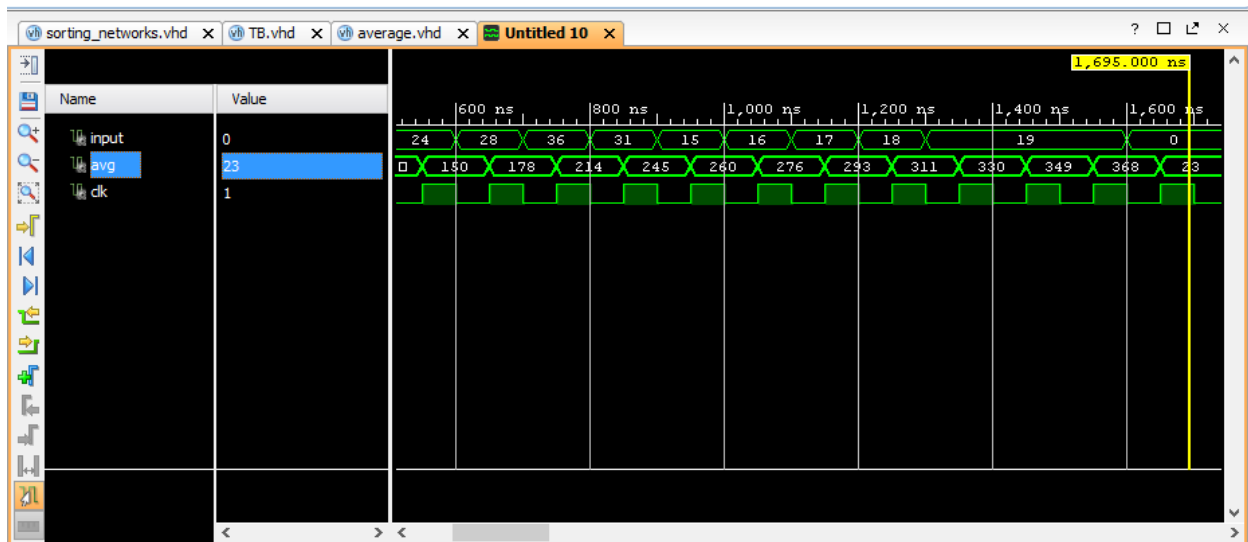 sorting_networks.vhd TB.vhd average.vhd Untitled 10
1,695.000 ns
Name Value
600 ns 800 ns 1,000 ns 1,200 ns 1,400 ns 1,600 ns
input 0 24 28 36 31 15 16 17 18 19 0
avg 23 150 178 214 245 260 276 293 311 330 349 368 23
clk 1